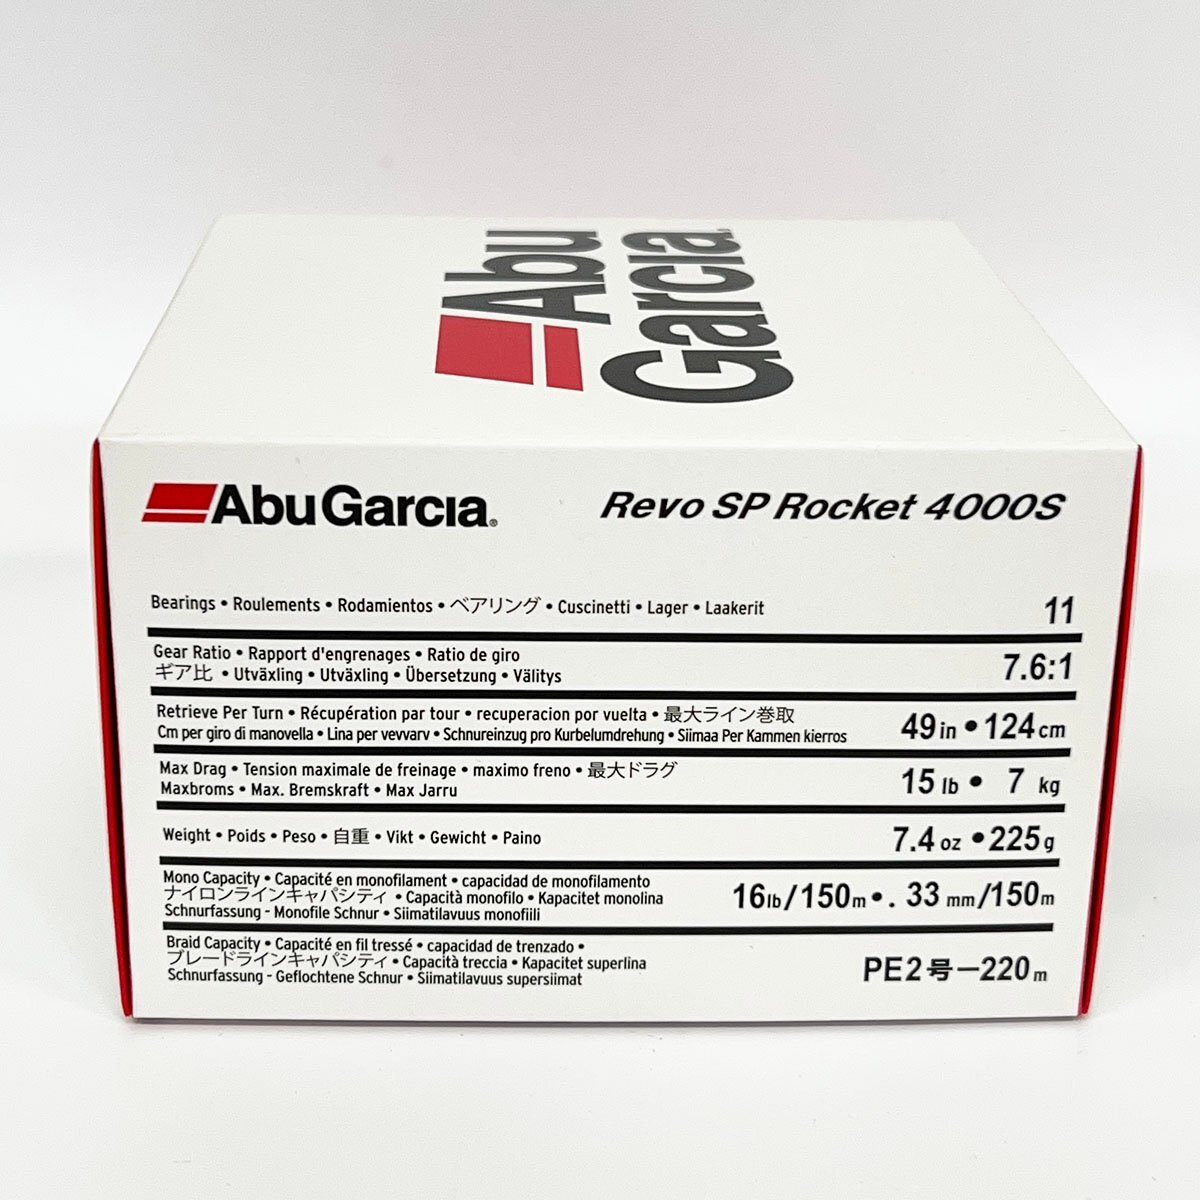 Abu
Garcia
AbuGarcia®
Revo SP Rocket 4000S
Bearings • Roulements • Rodamientos • ベアリング • Cuscinetti • Lager • Laakerit
11
Gear Ratio • Rapport d'engrenages • Ratio de giro
ギア比 • Utväxling • Utväxling • Übersetzung • Välitys
7.6:1
Retrieve Per Turn • Récupération par tour • recuperacion por vuelta • 最大ライン巻取
Cm per giro di manovella • Lina per vevvarv • Schnureinzug pro Kurbelumdrehung • Siimaa Per Kammen kierros
49in • 124cm
Max Drag • Tension maximale de freinage • maximo freno • 最大ドラグ
Maxbroms • Max. Bremskraft • Max Jarru
15 lb • 7 kg
Weight • Poids • Peso • 自重 • Vikt • Gewicht • Paino
7.4 oz • 225g
Mono Capacity • Capacité en monofilament • capacidad de monofilamento
ナイロンラインキャパシティ • Capacità monofilo • Kapacitet monolina
Schnurfassung - Monofile Schnur • Siimatilavuus monofiili
16lb/150m • . 33 mm/150m
Braid Capacity • Capacité en fil tressé • capacidad de trenzado •
ブレードラインキャパシティ • Capacità treccia • Kapacitet superlina
Schnurfassung - Geflochtene Schnur • Siimatilavuus supersiimat
PE2号－220m